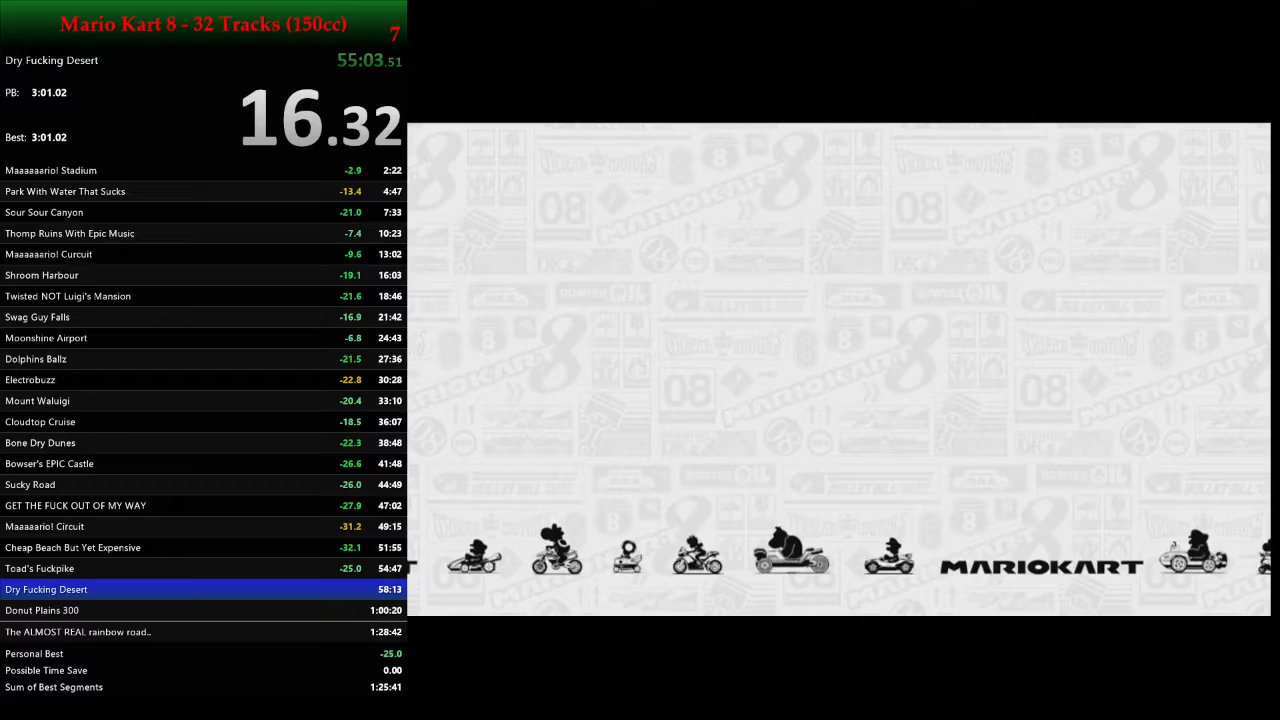 Mario Kart 8 - 32 Tracks (150cc)
7
Dry Fucking Desert 55:03.51
PB: 3:01.02
16.32
Best: 3:01.02
Maaaaaario! Stadium -2.9 2:22
Park With Water That Sucks -13.4 4:47
Sour Sour Canyon -21.0 7:33
Thomp Ruins With Epic Music -7.4 10:23
Maaaaaario! Curcuit -9.6 13:02
Shroom Harbour -19.1 16:03
Twisted NOT Luigi's Mansion -21.6 18:46
Swag Guy Falls -16.9 21:42
Moonshine Airport -6.8 24:43
Dolphins Ballz -21.5 27:36
Electrobuzz -22.8 30:28
Mount Waluigi -20.4 33:10
Cloudtop Cruise -18.5 36:07
Bone Dry Dunes -22.3 38:48
Bowser's EPIC Castle -26.6 41:48
Sucky Road -26.0 44:49
GET THE FUCK OUT OF MY WAY -27.9 47:02
Maaaaario! Circuit -31.2 49:15
Cheap Beach But Yet Expensive -32.1 51:55
Toad's Fuckpike -25.0 54:47
Dry Fucking Desert 58:13
Donut Plains 300 1:00:20
The ALMOST REAL rainbow road.. 1:28:42
Personal Best -25.0
Possible Time Save 0.00
Sum of Best Segments 1:25:41
MARIOKART